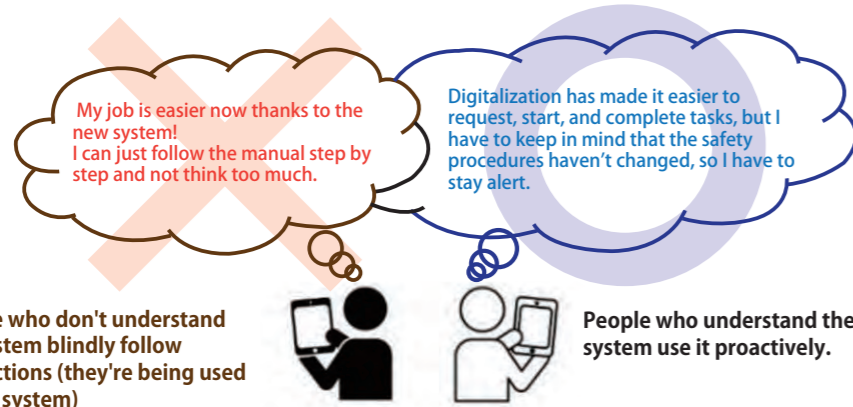 My job is easier now thanks to the
new system!
I can just follow the manual step by
step and not think too much.
Digitalization has made it easier to
request, start, and complete tasks, but I
have to keep in mind that the safety
procedures haven't changed, so I have to
stay alert.
who don't understand
blindly follow
(they're being used
system)
People who understand the
system use it proactively.